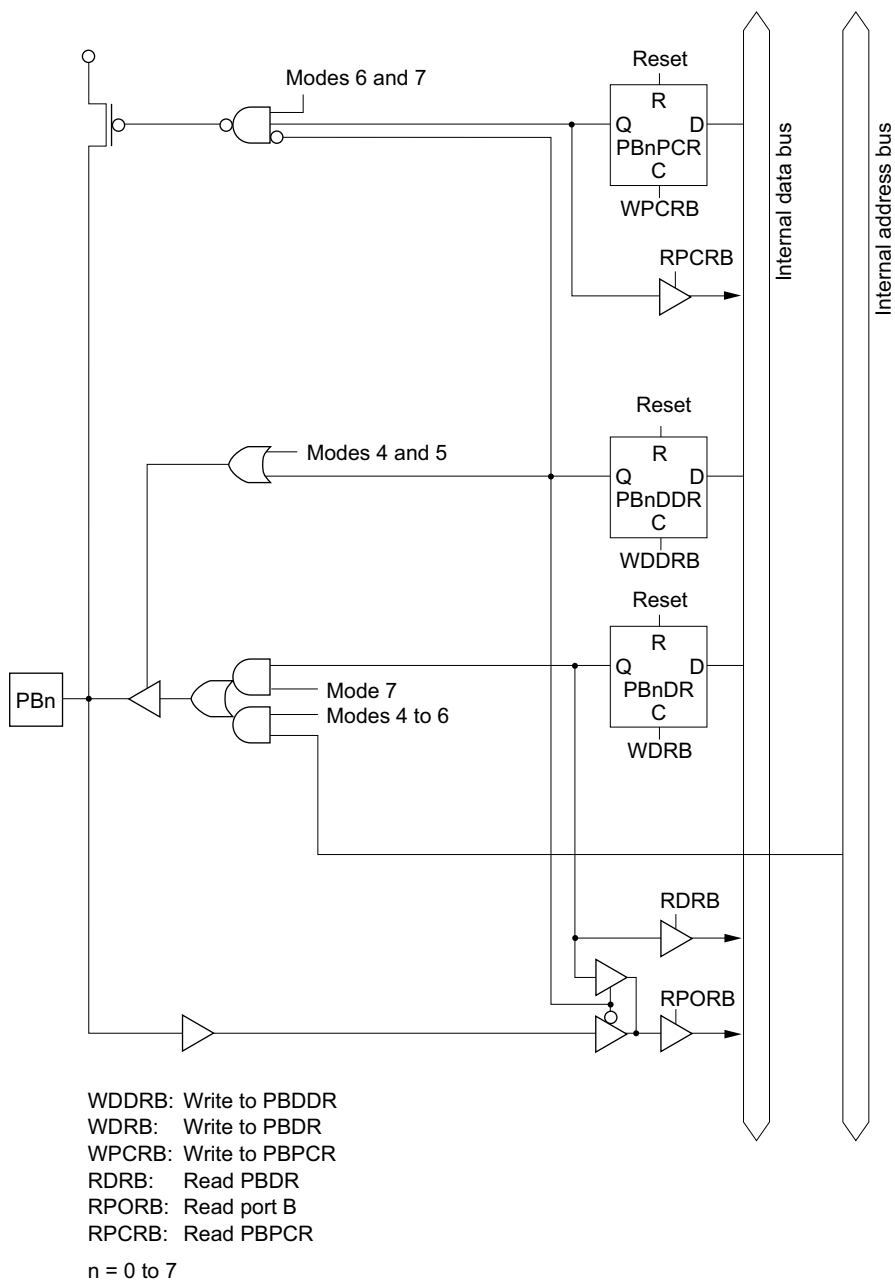 Reset
Modes 6 and 7
R
Q D
PBnPCR
C
WPCRB
RPCRB
Internal data bus
Internal address bus
Reset
R
Modes 4 and 5
Q D
PBnDDR
C
WDDRB
Reset
R
Q D
PBn
Mode 7
PBnDR
Modes 4 to 6
C
WDRB
RDRB
RPORB
WDDRB: Write to PBDDR
WDRB: Write to PBDR
WPCRB: Write to PBPCR
RDRB: Read PBDR
RPORB: Read port B
RPCRB: Read PBPCR
n = 0 to 7